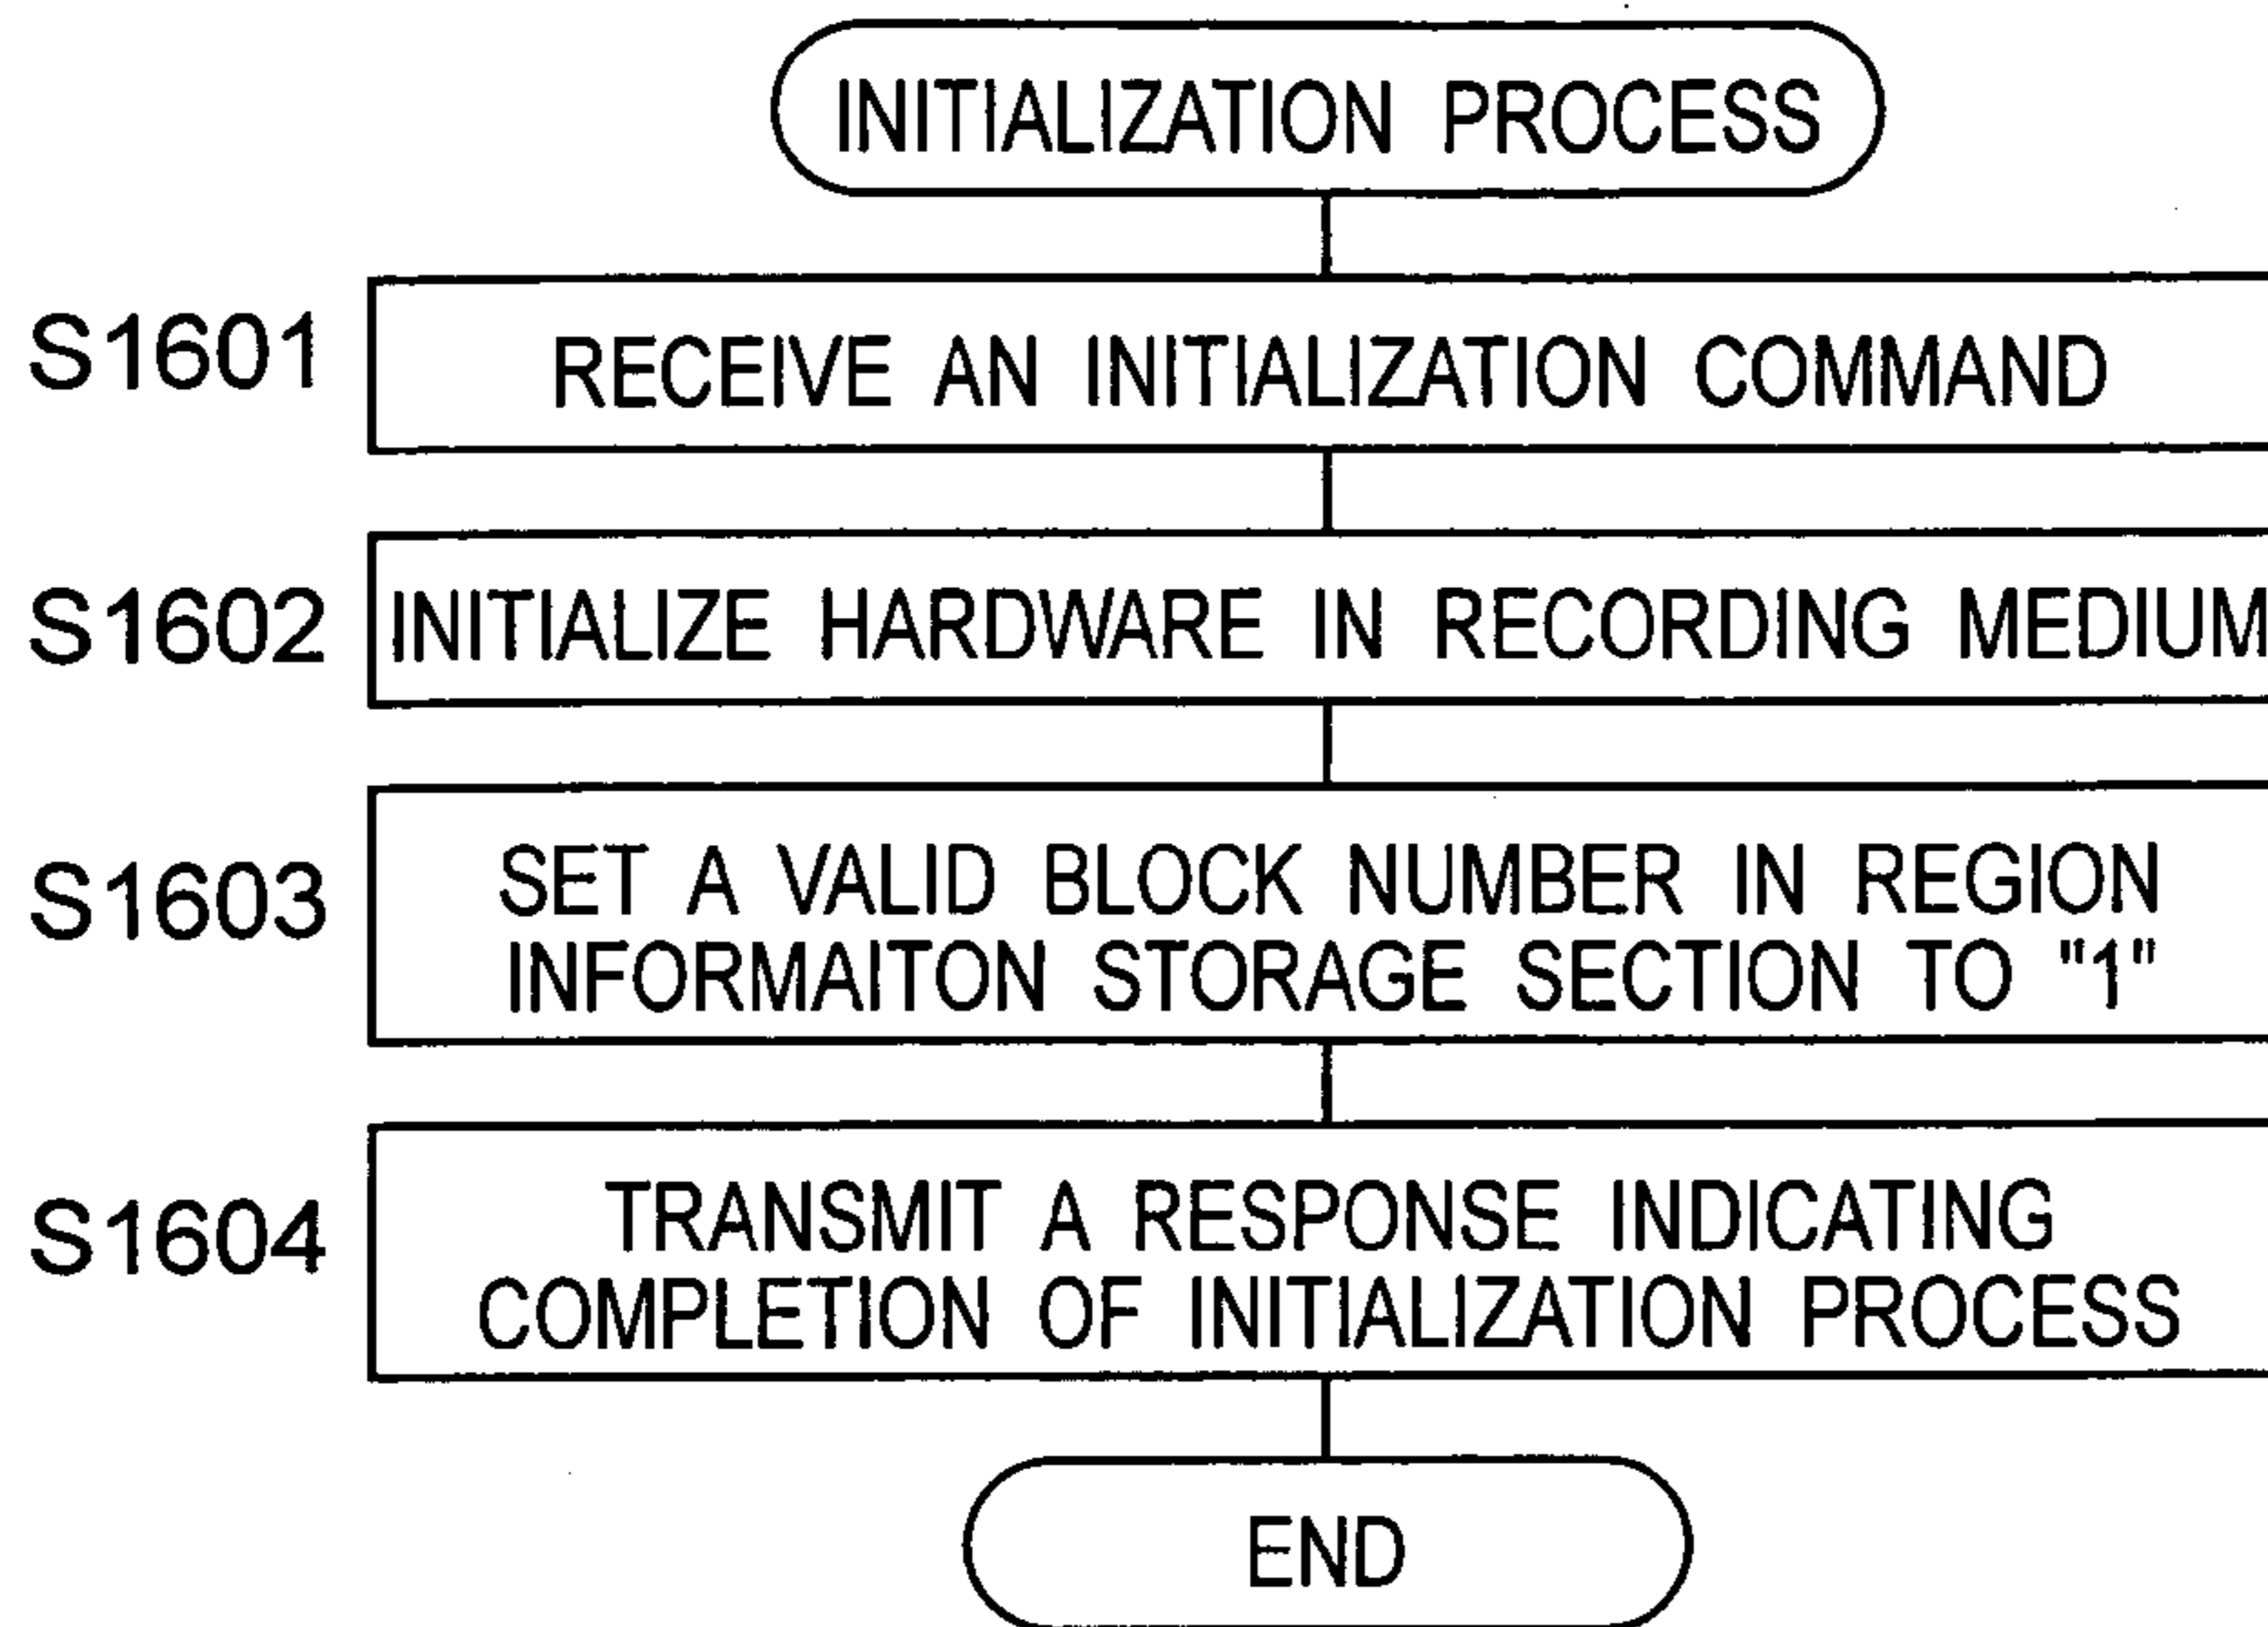 INITIALIZATION PROCESS
S1601
RECEIVE AN INITIALIZATION COMMAND
S1602
INITIALIZE HARDWARE IN RECORDING MEDIUM
S1603
SET A VALID BLOCK NUMBER IN REGION
INFORMAITON STORAGE SECTION TO "1"
S1604
TRANSMIT A RESPONSE INDICATING
COMPLETION OF INITIALIZATION PROCESS
END